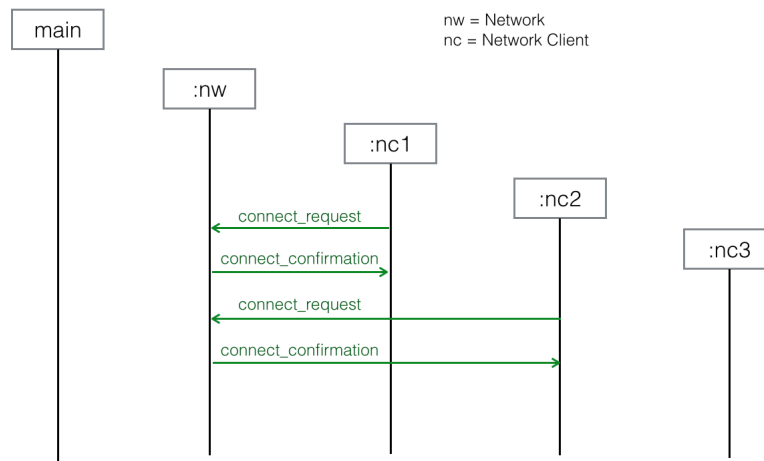 nw = Network
nc = Network Client
main
:nw
:nc1
:nc2
:nc3
connect_request
connect_confirmation
connect_request
connect_confirmation